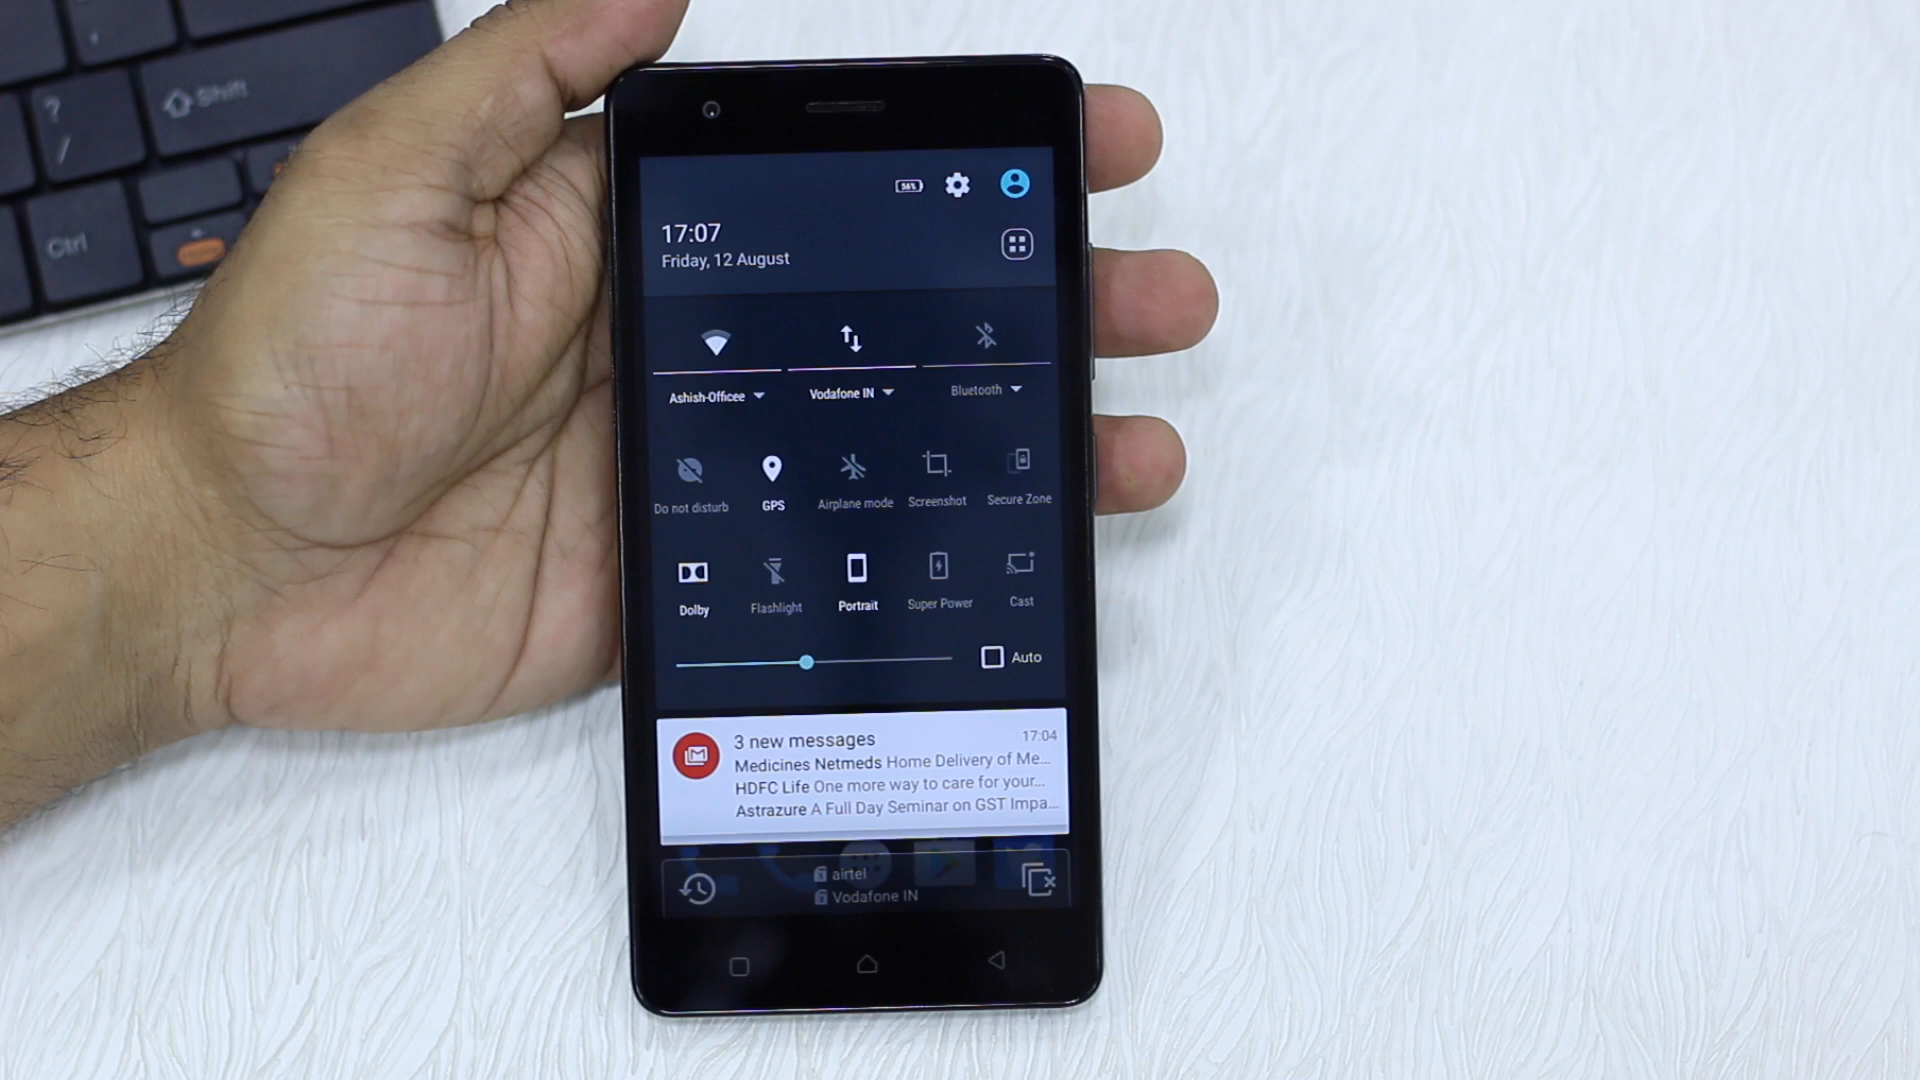 ?
/
Shift
Ctrl
56%
17:07
Friday, 12 August
Ashish-Officee
Vodafone IN
Bluetooth
Do not disturb
GPS
Airplane mode
Screenshot
Secure Zone
Dolby
Flashlight
Portrait
Super Power
Cast
Auto
3 new messages 17:04
Medicines Netmeds Home Delivery of Me...
HDFC Life One more way to care for your...
Astrazure A Full Day Seminar on GST Impa...
airtel
Vodafone IN